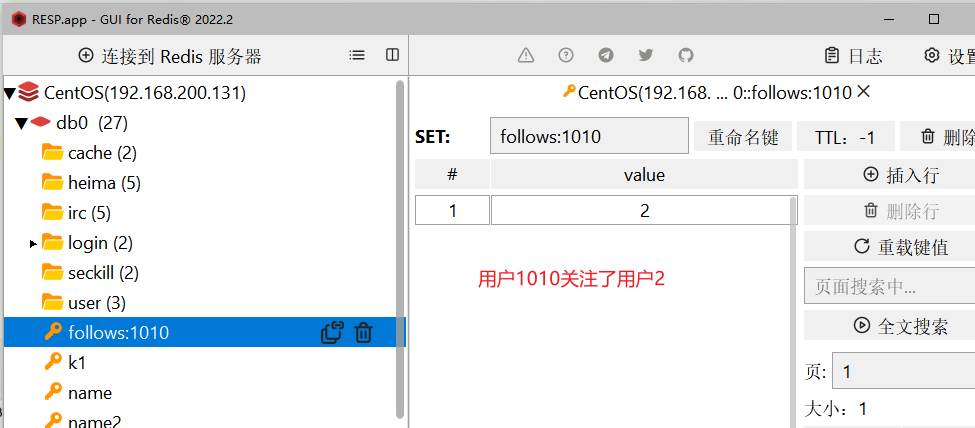 RESP.app - GUI for Redis® 2022.2
连接到 Redis 服务器
日志
设置
CentOS(192.168.200.131)
db0 (27)
cache (2)
heima (5)
irc (5)
login (2)
seckill (2)
user (3)
follows:1010
k1
name
name2
CentOS(192.168. ... 0::follows:1010
SET:
follows:1010
重命名键
TTL：-1
删除
# value
1 2
用户1010关注了用户2
插入行
删除行
重载键值
页面搜索中...
全文搜索
页: 1
大小：1